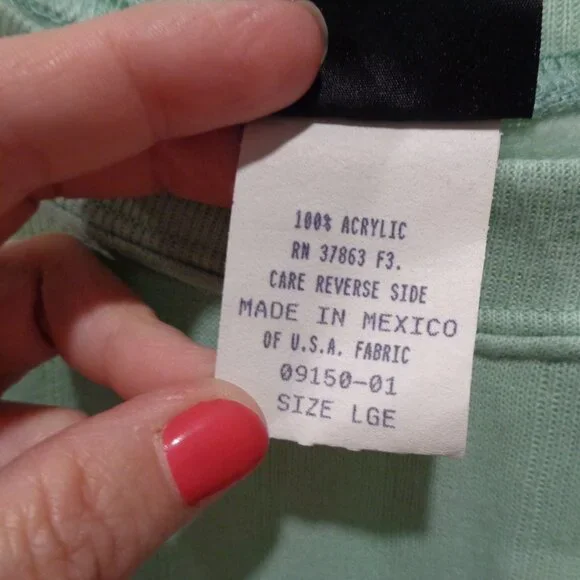 100% ACRYLIC
RN 37863 F3.
CARE REVERSE SIDE
MADE IN MEXICO
OF U.S.A. FABRIC
09150-01
SIZE LGE